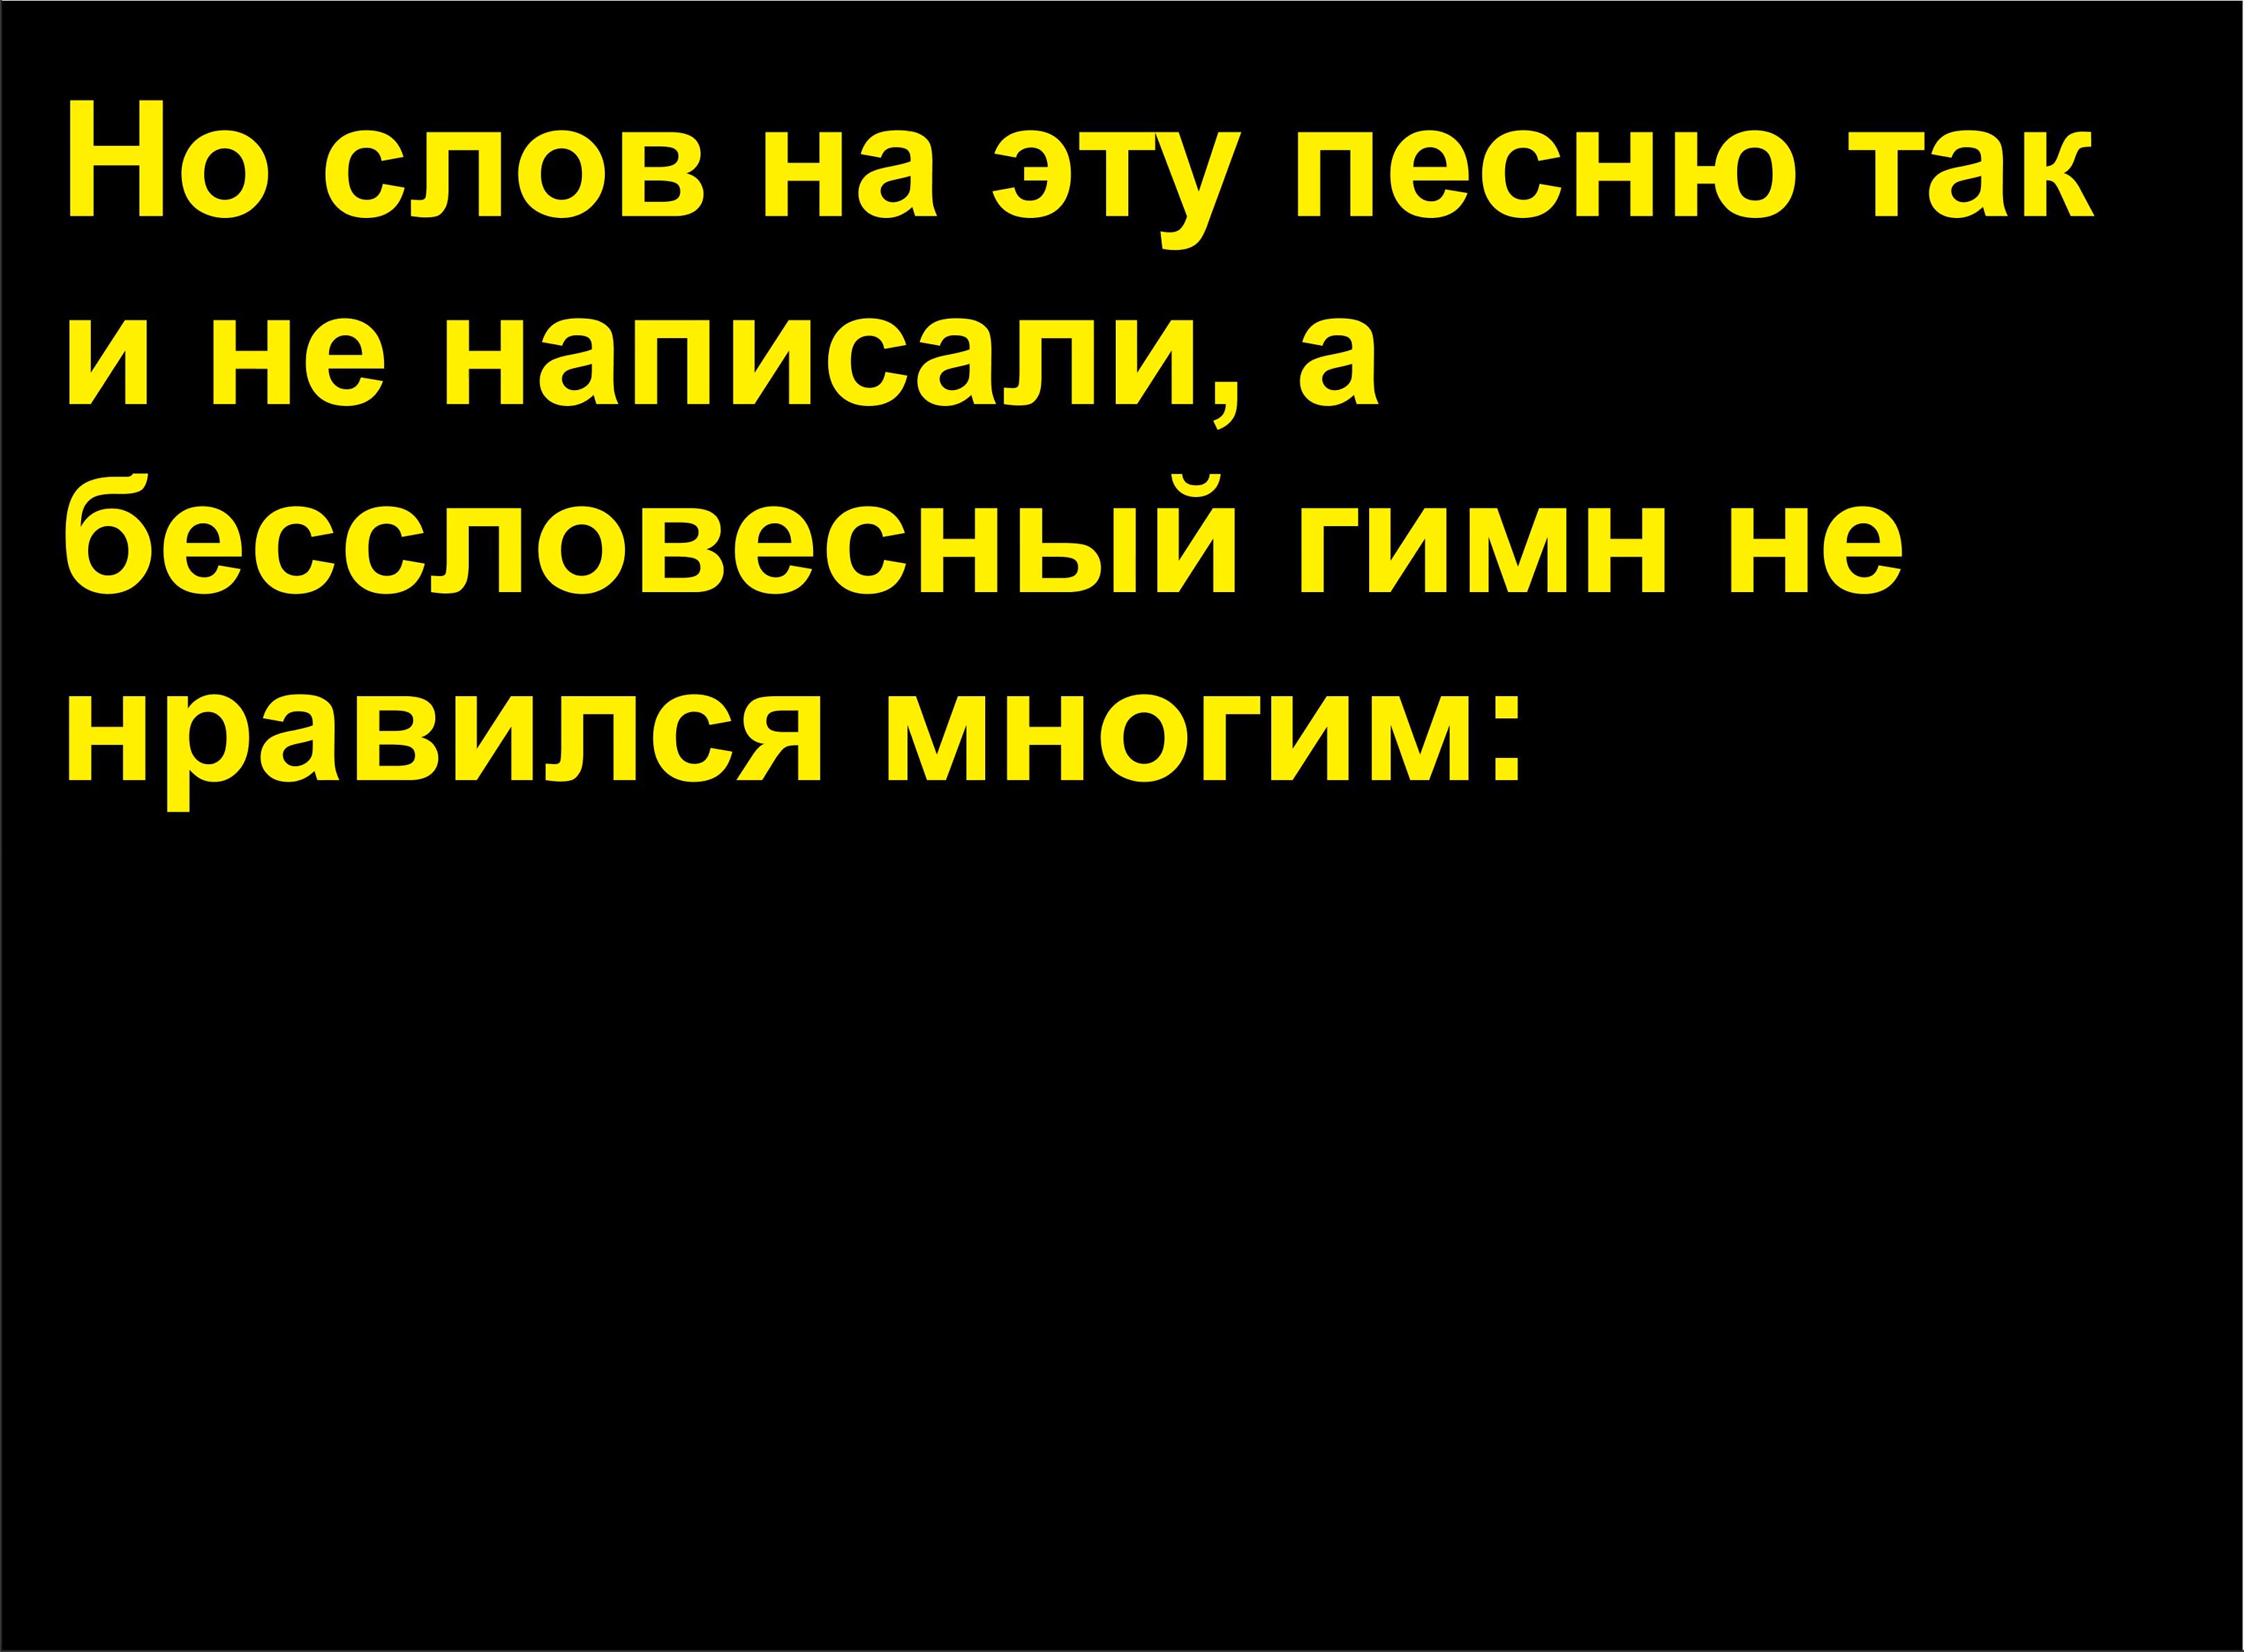 Но слов на эту песню так
и не написали, а
бессловесный гимн не
нравился многим: